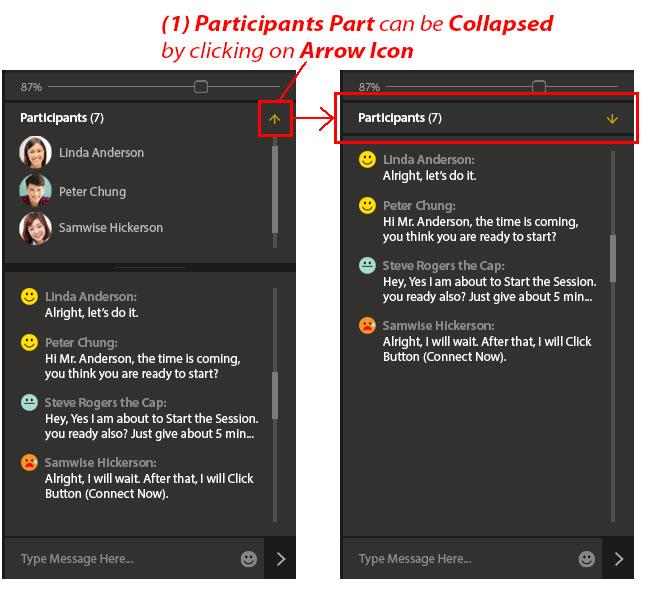 (1) Participants Part can be Collapsed
by clicking on Arrow Icon
87%
Participants (7)
Linda Anderson
Peter Chung
Samwise Hickerson
Linda Anderson:
Alright, let's do it.
Peter Chung:
Hi Mr. Anderson, the time is coming,
you think you are ready to start?
Steve Rogers the Cap:
Hey, Yes I am about to Start the Session.
you ready also? Just give about 5 min...
Samwise Hickerson:
Alright, I will wait. After that, I will Click
Button (Connect Now).
Type Message Here...
87%
Participants (7)
Linda Anderson:
Alright, let's do it.
Peter Chung:
Hi Mr. Anderson, the time is coming,
you think you are ready to start?
Steve Rogers the Cap:
Hey, Yes I am about to Start the Session.
you ready also? Just give about 5 min...
Samwise Hickerson:
Alright, I will wait. After that, I will Click
Button (Connect Now).
Type Message Here...